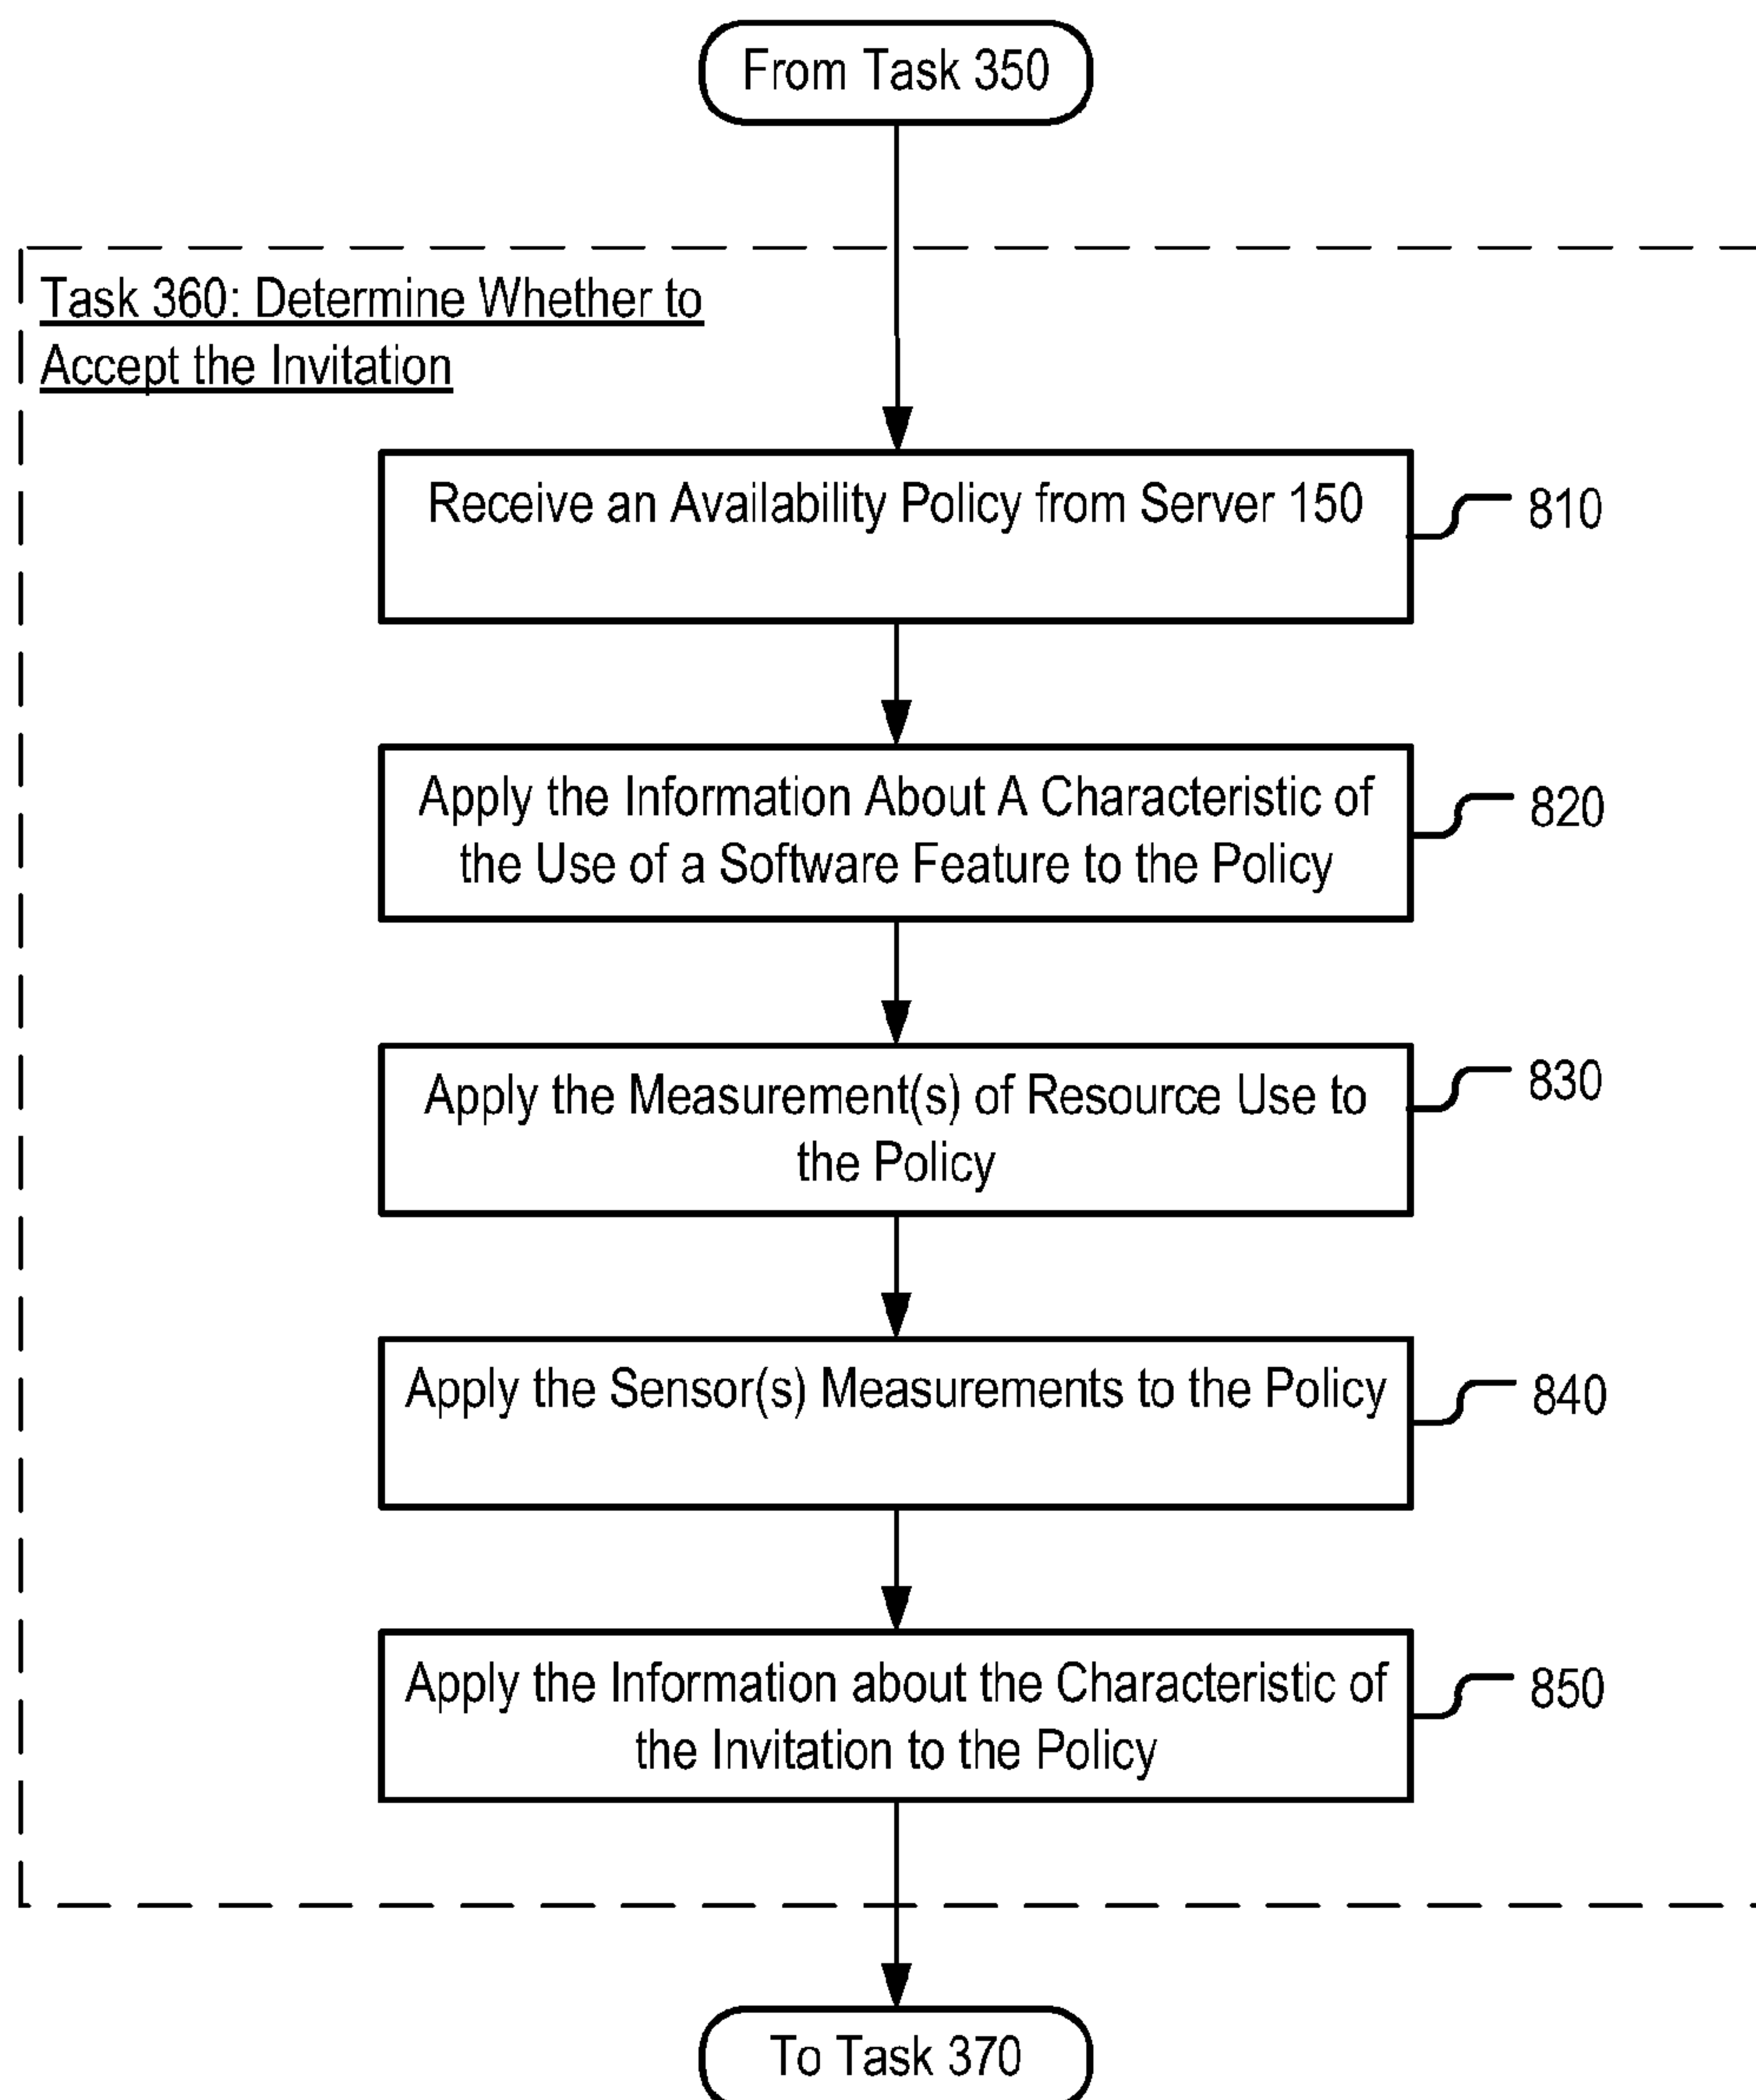 From Task 350
Task 360: Determine Whether to
Accept the Invitation
Receive an Availability Policy from Server 150
810
Apply the Information About A Characteristic of
the Use of a Software Feature to the Policy
820
Apply the Measurement(s) of Resource Use to
the Policy
830
Apply the Sensor(s) Measurements to the Policy
840
Apply the Information about the Characteristic of
the Invitation to the Policy
850
To Task 370